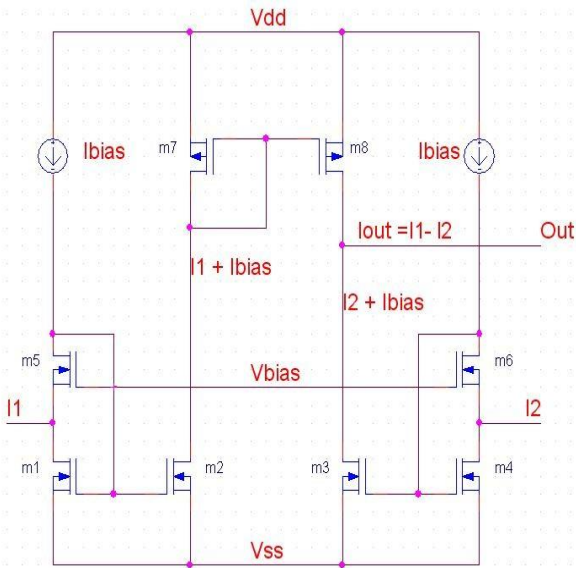 Vdd
Ibias
m7
m8
Ibias
Iout =I1- I2
Out
I1 + Ibias
I2 + Ibias
m5
Vbias
m6
I1
I2
m1
m2
m3
m4
Vss